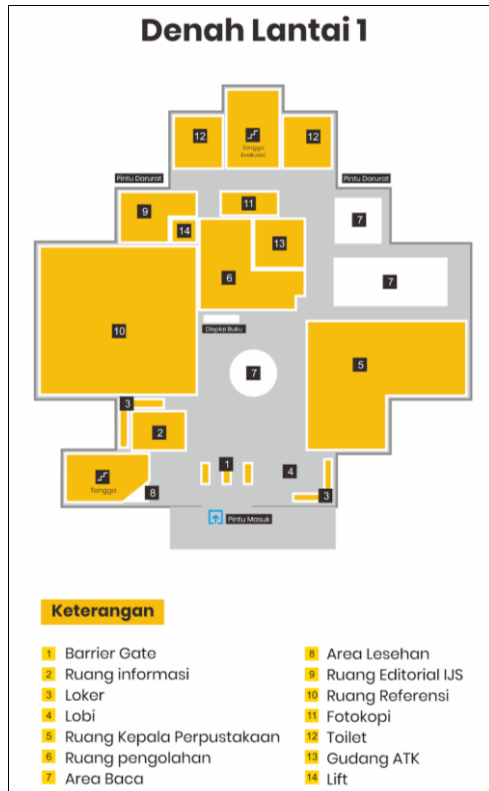 Denah Lantai 1
12
Tangga
Evakuasi
12
Pintu Darurat
Pintu Darurat
9
11
7
14
13
6
7
10
Displai Buku
5
7
3
2
1
4
Tangga
8
3
Pintu Masuk
Keterangan
1 Barrier Gate
2 Ruang informasi
3 Loker
4 Lobi
5 Ruang Kepala Perpustakaan
6 Ruang pengolahan
7 Area Baca
8 Area Lesehan
9 Ruang Editorial IJS
10 Ruang Referensi
11 Fotokopi
12 Toilet
13 Gudang ATK
14 Lift